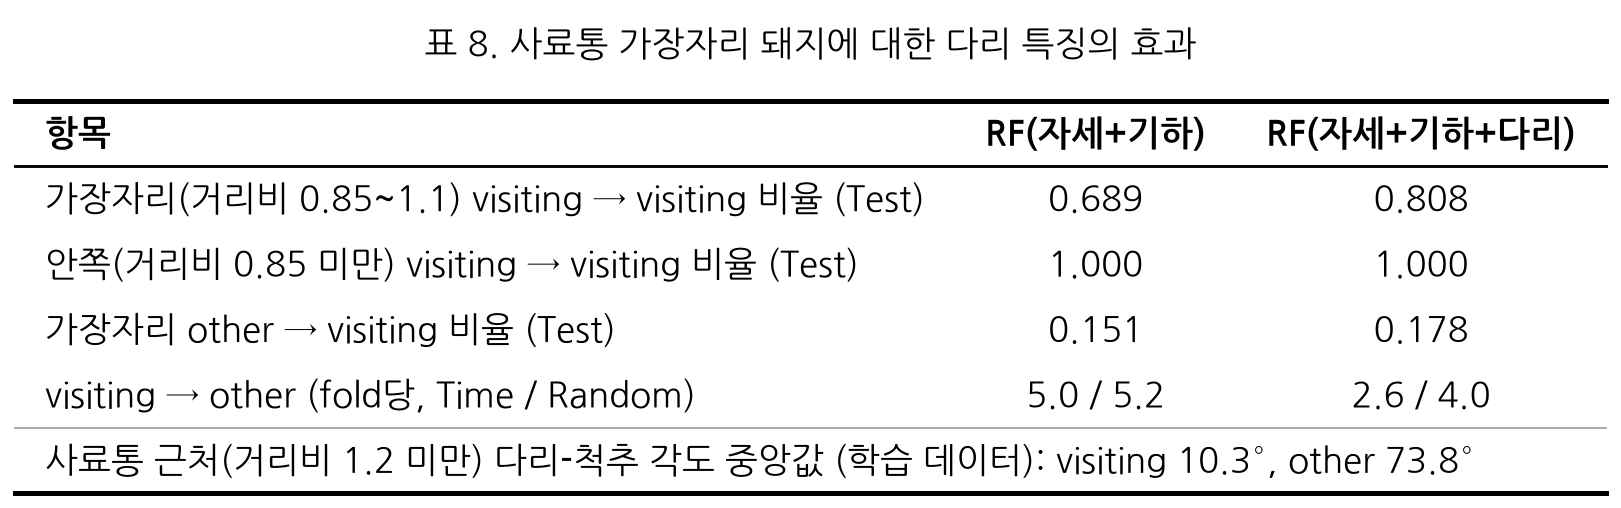 표 8. 사료통 가장자리 돼지에 대한 다리 특징의 효과
항목 RF(자세+기하) RF(자세+기하+다리)
가장자리(거리비 0.85~1.1) visiting → visiting 비율 (Test) 0.689 0.808
안쪽(거리비 0.85 미만) visiting → visiting 비율 (Test) 1.000 1.000
가장자리 other → visiting 비율 (Test) 0.151 0.178
visiting → other (fold당, Time / Random) 5.0 / 5.2 2.6 / 4.0
사료통 근처(거리비 1.2 미만) 다리-척추 각도 중앙값 (학습 데이터): visiting 10.3°, other 73.8°